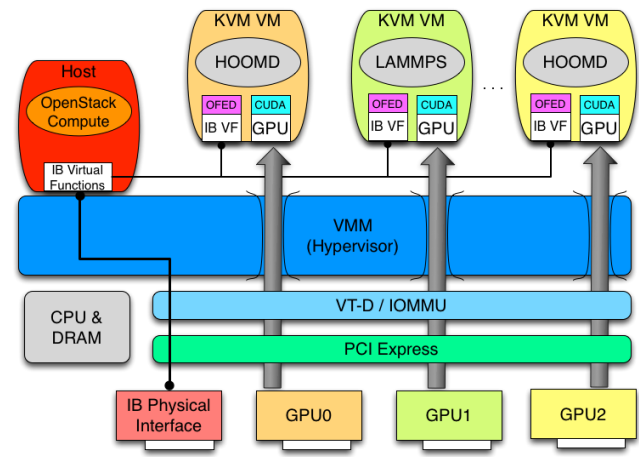 KVM VM
KVM VM
KVM VM
Host
HOOMD
LAMMPS
HOOMD
OpenStack
Compute
. . .
OFED
CUDA
OFED
CUDA
OFED
CUDA
IB VF
GPU
IB VF
GPU
IB VF
GPU
IB Virtual
Functions
VMM
(Hypervisor)
VT-D / IOMMU
CPU &
DRAM
PCI Express
IB Physical
Interface
GPU0
GPU1
GPU2